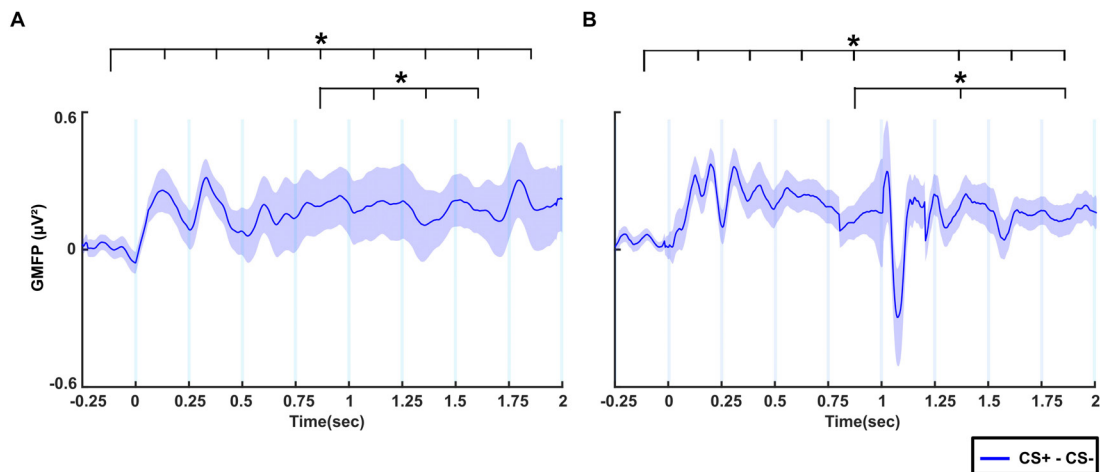 A B
* *
* *
0.6
0
-0.6
GMFP (μV²)
-0.25 0 0.25 0.5 0.75 1 1.25 1.5 1.75 2 -0.25 0 0.25 0.5 0.75 1 1.25 1.5 1.75 2
Time(sec) Time(sec)
CS+ - CS-